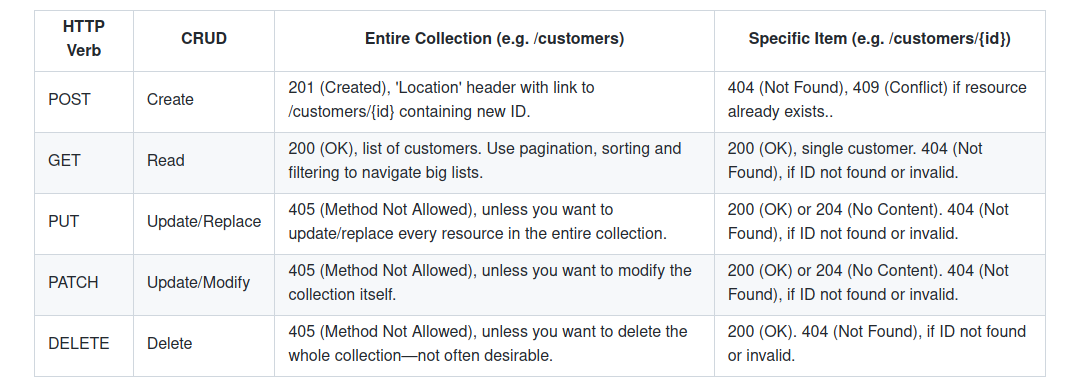 HTTP
Verb
CRUD
Entire Collection (e.g. /customers)
Specific Item (e.g. /customers/{id})
POST
Create
201 (Created), 'Location' header with link to
/customers/{id} containing new ID.
404 (Not Found), 409 (Conflict) if resource
already exists..
GET
Read
200 (OK), list of customers. Use pagination, sorting and
filtering to navigate big lists.
200 (OK), single customer. 404 (Not
Found), if ID not found or invalid.
PUT
Update/Replace
405 (Method Not Allowed), unless you want to
update/replace every resource in the entire collection.
200 (OK) or 204 (No Content). 404 (Not
Found), if ID not found or invalid.
PATCH
Update/Modify
405 (Method Not Allowed), unless you want to modify the
collection itself.
200 (OK) or 204 (No Content). 404 (Not
Found), if ID not found or invalid.
DELETE
Delete
405 (Method Not Allowed), unless you want to delete the
whole collection—not often desirable.
200 (OK). 404 (Not Found), if ID not found
or invalid.